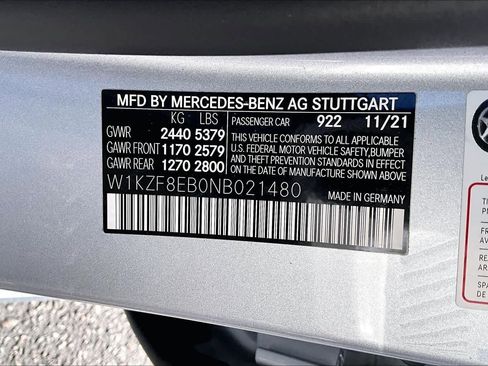 MFD BY MERCEDES-BENZ AG STUTTGART
KG LBS
PASSENGER CAR 922 11/21
GVWR 2440 5379
GAWR FRONT 1170 2579
GAWR REAR 1270 2800
THIS VEHICLE CONFORMS TO ALL APPLICABLE
U.S. FEDERAL MOTOR VEHICLE SAFETY, BUMPER
AND THEFT PREVENTION STANDARDS IN EFFECT
ON DATE OF MANUFACTURE SHOWN ABOVE.
W1KZF8EB0NB021480
MADE IN GERMANY